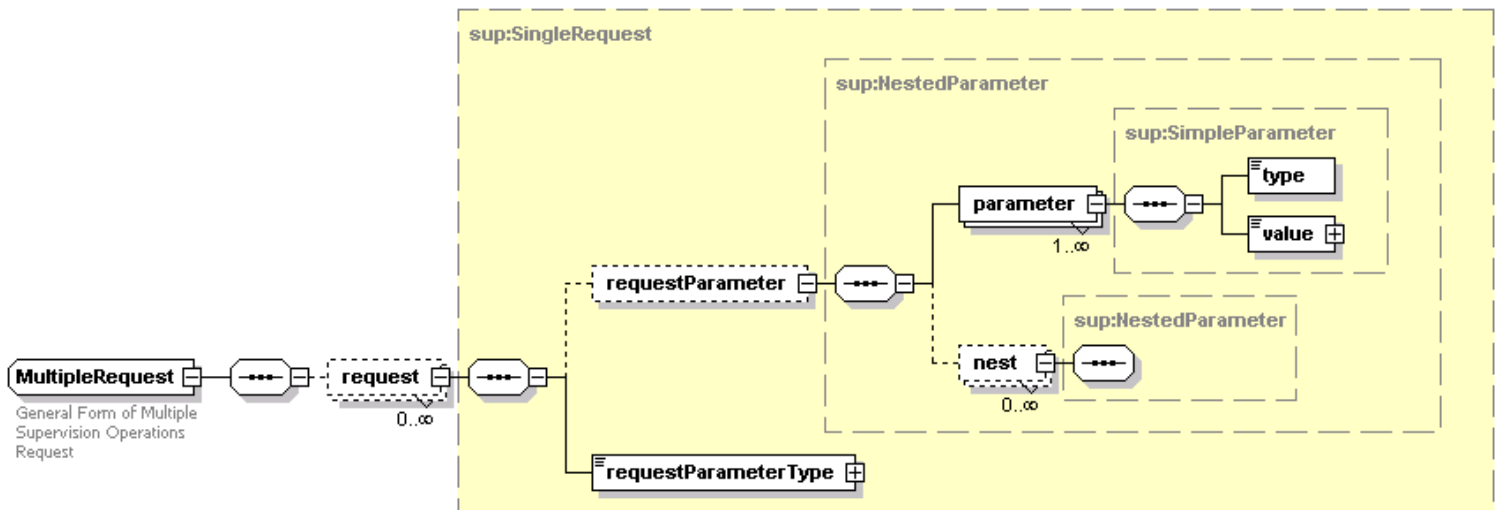 sup:SingleRequest
sup:NestedParameter
sup:SimpleParameter
type
parameter
value
1..∞
requestParameter
sup:NestedParameter
nest
MultipleRequest
request
0..∞
0..∞
General Form of Multiple
Supervision Operations
Request
requestParameterType